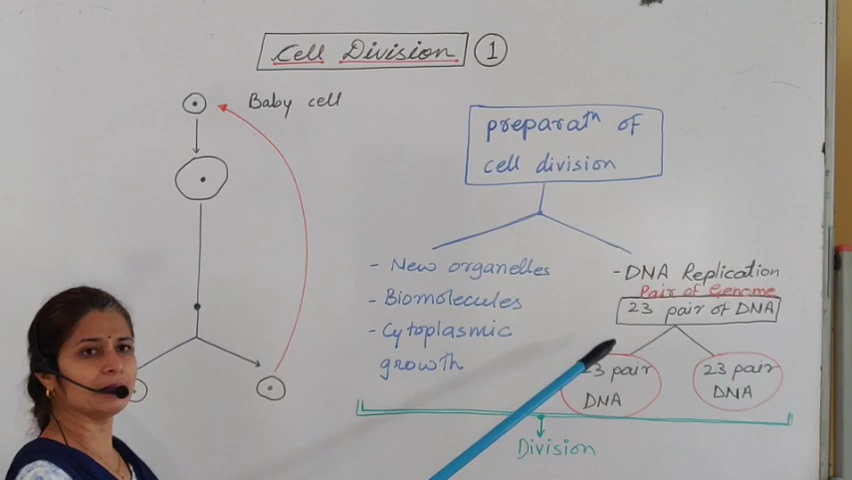 Cell Division 1
Baby cell
preparatn of
cell division
- New organelles
- Biomolecules
- Cytoplasmic
growth
- DNA Replication
Pair of Genome
23 pair of DNA
23 pair
DNA
23 pair
DNA
Division